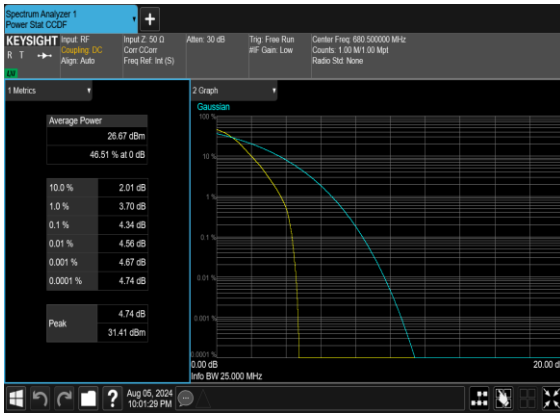 Spectrum Analyzer 1
Power Stat CCDF
+
KEYSIGHT
R T
LM
Input: RF
Coupling: DC
Align: Auto
Input Z: 50 Ω
Corr CCorr
Freq Ref: Int (S)
Atten: 30 dB
Trig: Free Run
#IF Gain: Low
Center Freq: 680.500000 MHz
Counts: 1.00 M/1.00 Mpt
Radio Std: None
1 Metrics
Average Power
26.67 dBm
46.51 % at 0 dB
10.0 % 2.01 dB
1.0 % 3.70 dB
0.1 % 4.34 dB
0.01 % 4.56 dB
0.001 % 4.67 dB
0.0001 % 4.74 dB
Peak
4.74 dB
31.41 dBm
2 Graph
Gaussian
100 %
10 %
1 %
0.1 %
0.01 %
0.001 %
0.0001 %
0.00 dB
20.00 d
Info BW 25.000 MHz
?
Aug 05, 2024
10:01:29 PM